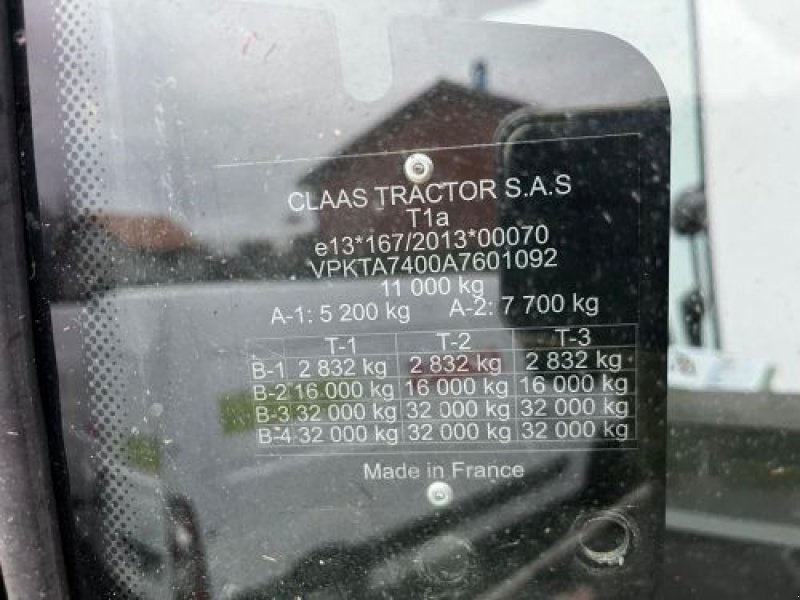 CLAAS TRACTOR S.A.S
T1a
e13*167/2013*00070
VPKTA7400A7601092
11 000 kg
A-1: 5 200 kg A-2: 7 700 kg
T-1 T-2 T-3
B-1 2 832 kg 2 832 kg 2 832 kg
B-2 16 000 kg 16 000 kg 16 000 kg
B-3 32 000 kg 32 000 kg 32 000 kg
B-4 32 000 kg 32 000 kg 32 000 kg
Made in France